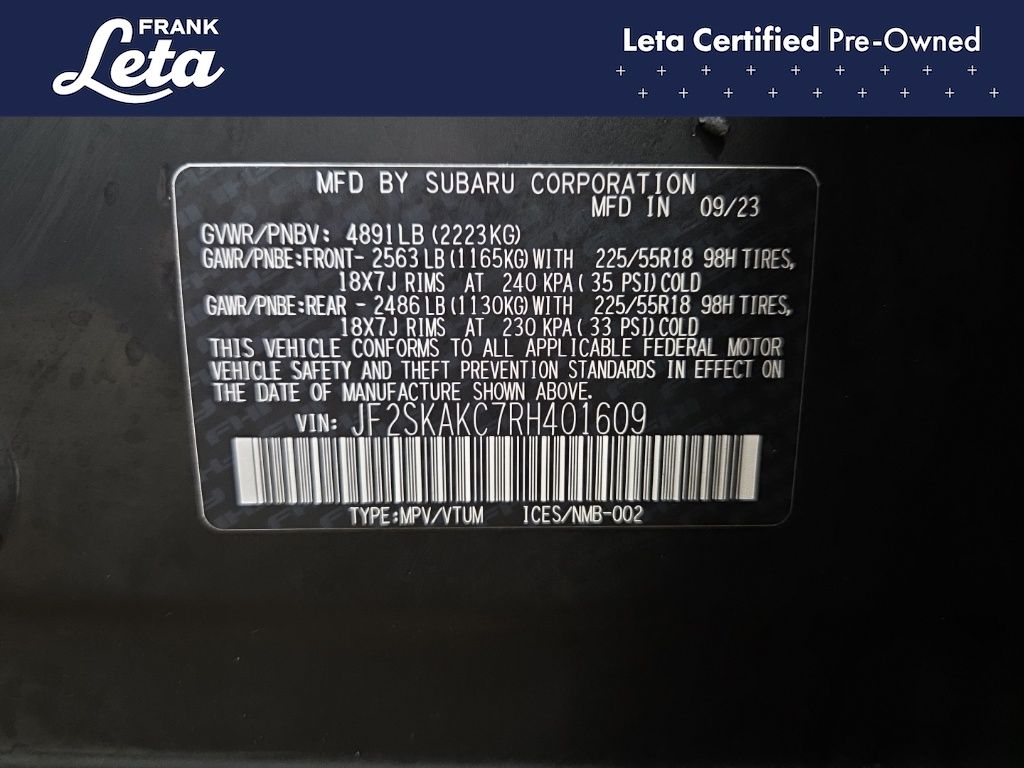 FRANK
Leta
Leta Certified Pre-Owned
MFD BY SUBARU CORPORATION
MFD IN 09/23
GVWR/PNBV: 4891LB (2223KG)
GAWR/PNBE:FRONT- 2563LB (1165KG) WITH 225/55R18 98H TIRES,
18X7J RIMS AT 240 KPA ( 35 PSI) COLD
GAWR/PNBE:REAR - 2486LB (1130KG) WITH 225/55R18 98H TIRES,
18X7J RIMS AT 230 KPA ( 33 PSI) COLD
THIS VEHICLE CONFORMS TO ALL APPLICABLE FEDERAL MOTOR
VEHICLE SAFETY AND THEFT PREVENTION STANDARDS IN EFFECT ON
THE DATE OF MANUFACTURE SHOWN ABOVE.
VIN: JF2SKAKC7RH401609
TYPE:MPV/VTUM ICES/NMB-002